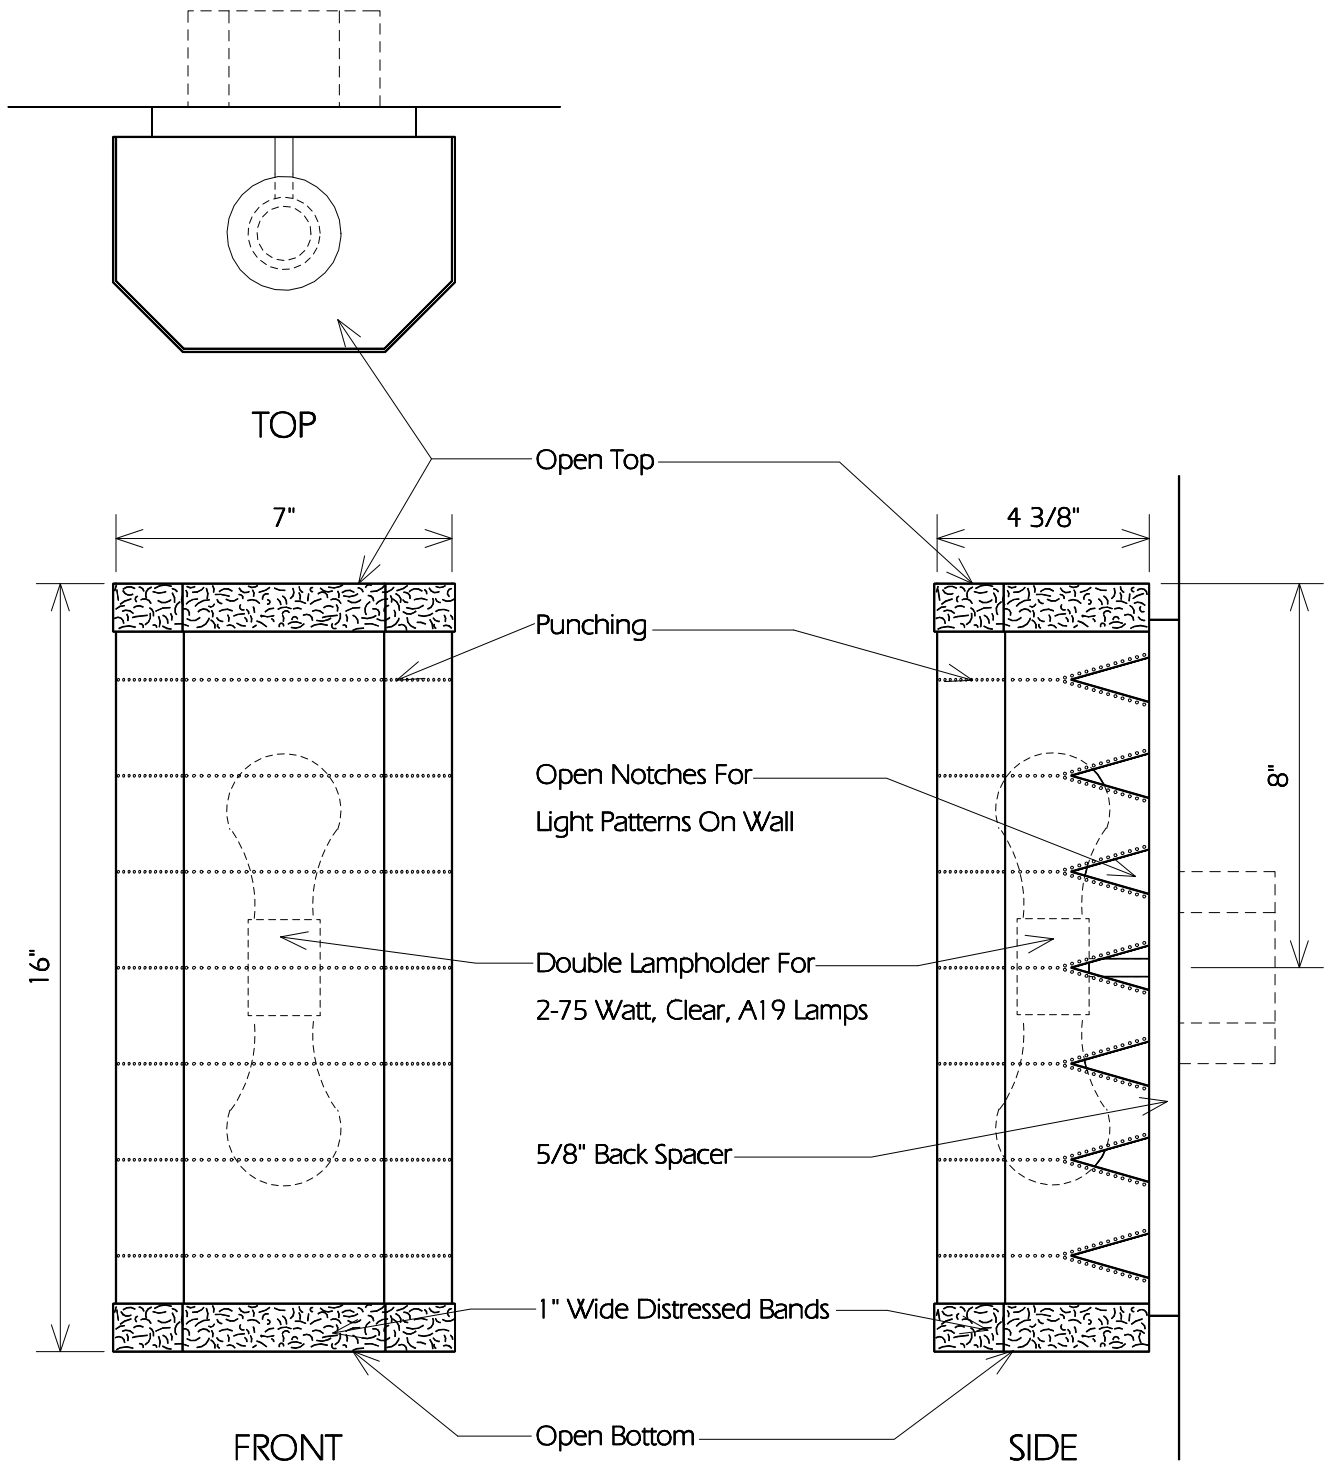 TOP
Open Top
7"
4 3/8"
Punching
Open Notches For
Light Patterns On Wall
8"
16"
Double Lampholder For
2-75 Watt, Clear, A19 Lamps
5/8" Back Spacer
1" Wide Distressed Bands
Open Bottom
FRONT
SIDE